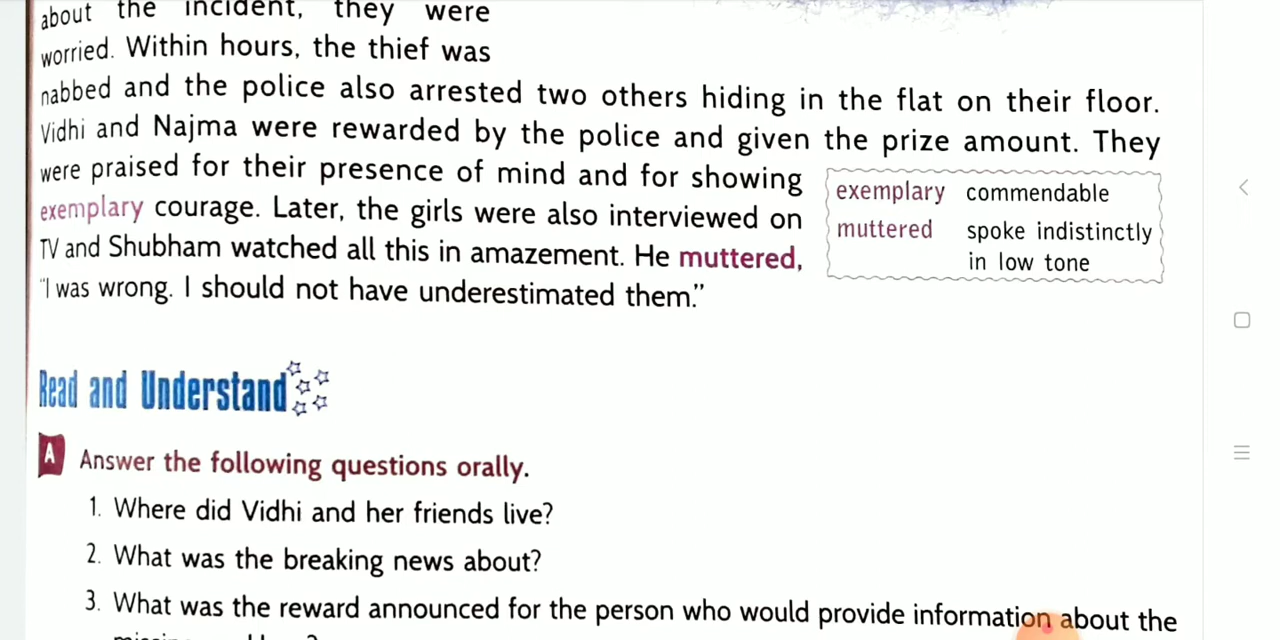 about the incident, they were
worried. Within hours, the thief was
nabbed and the police also arrested two others hiding in the flat on their floor.
Vidhi and Najma were rewarded by the police and given the prize amount. They
were praised for their presence of mind and for showing
exemplary courage. Later, the girls were also interviewed on
TV and Shubham watched all this in amazement. He muttered,
"I was wrong. I should not have underestimated them."
exemplary commendable
muttered spoke indistinctly
in low tone
Read and Understand
A Answer the following questions orally.
1. Where did Vidhi and her friends live?
2. What was the breaking news about?
3. What was the reward announced for the person who would provide information about the